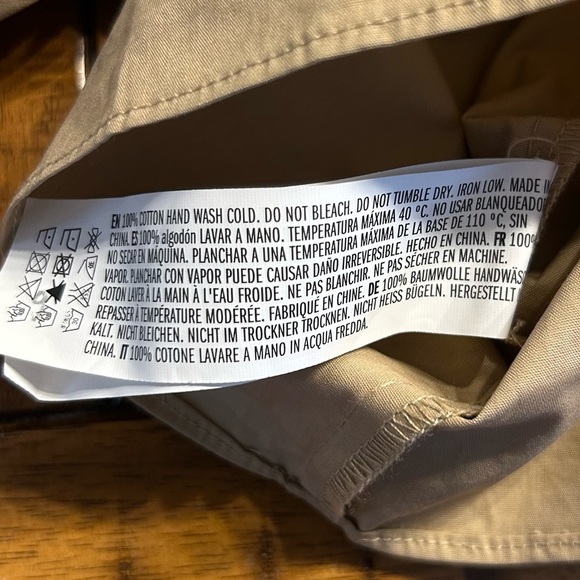 EN 100% COTTON HAND WASH COLD. DO NOT BLEACH. DO NOT TUMBLE DRY. IRON LOW. MADE IN
CHINA. ES 100% algodón LAVAR A MANO. TEMPERATURA MÁXIMA 40 ºC. NO USAR BLANQUEADOR
NO SECAR EN MÁQUINA. PLANCHAR A UNA TEMPERATURA MÁXIMA DE LA BASE DE 110 ºC, SIN
VAPOR. PLANCHAR CON VAPOR PUEDE CAUSAR DAÑO IRREVERSIBLE. HECHO EN CHINA. FR 100%
COTON LAVER À LA MAIN À L'EAU FROIDE. NE PAS BLANCHIR. NE PAS SÉCHER EN MACHINE.
REPASSER À TEMPÉRATURE MODÉRÉE. FABRIQUÉ EN CHINE. DE 100% BAUMWOLLE HANDWÄS
KALT. NICHT BLEICHEN. NICHT IM TROCKNER TROCKNEN. NICHT HEISS BÜGELN. HERGESTELLT
CHINA. IT 100% COTONE LAVARE A MANO IN ACQUA FREDDA.